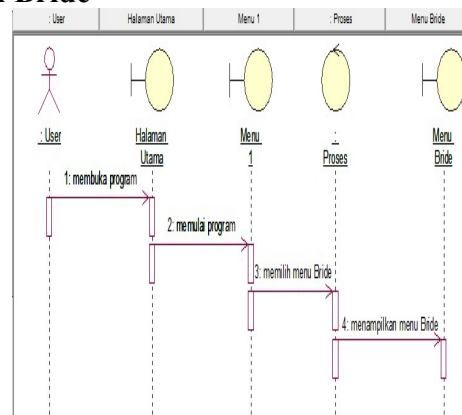 Bride
: User Halaman Utama Menu 1 : Proses Menu Bride
: User Halaman Utama Menu 1 : Proses Menu Bride
1: membuka program
2: memulai program
3: memilih menu Bride
4: menampilkan menu Bride